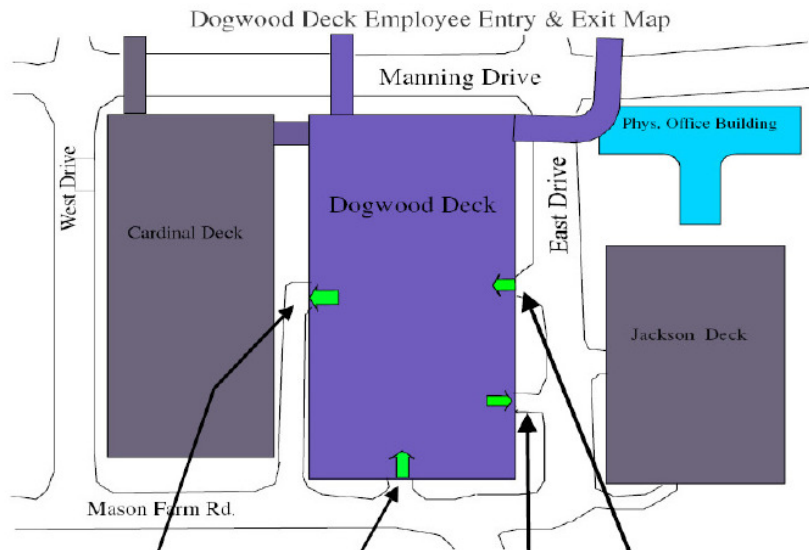 Dogwood Deck Employee Entry & Exit Map
Manning Drive
Phys. Office Building
West Drive
Cardinal Deck
Dogwood Deck
East Drive
Jackson Deck
Mason Farm Rd.